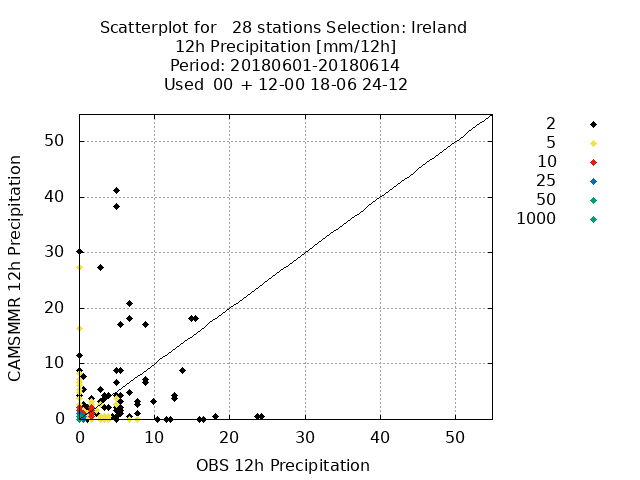 Scatterplot for   28 stations Selection: Ireland
12h Precipitation [mm/12h]
Period: 20180601-20180614
Used  00  + 12-00 18-06 24-12
CAMSMMR 12h Precipitation
50
40
30
20
10
0
0 10 20 30 40 50
OBS 12h Precipitation
2
5
10
25
50
1000